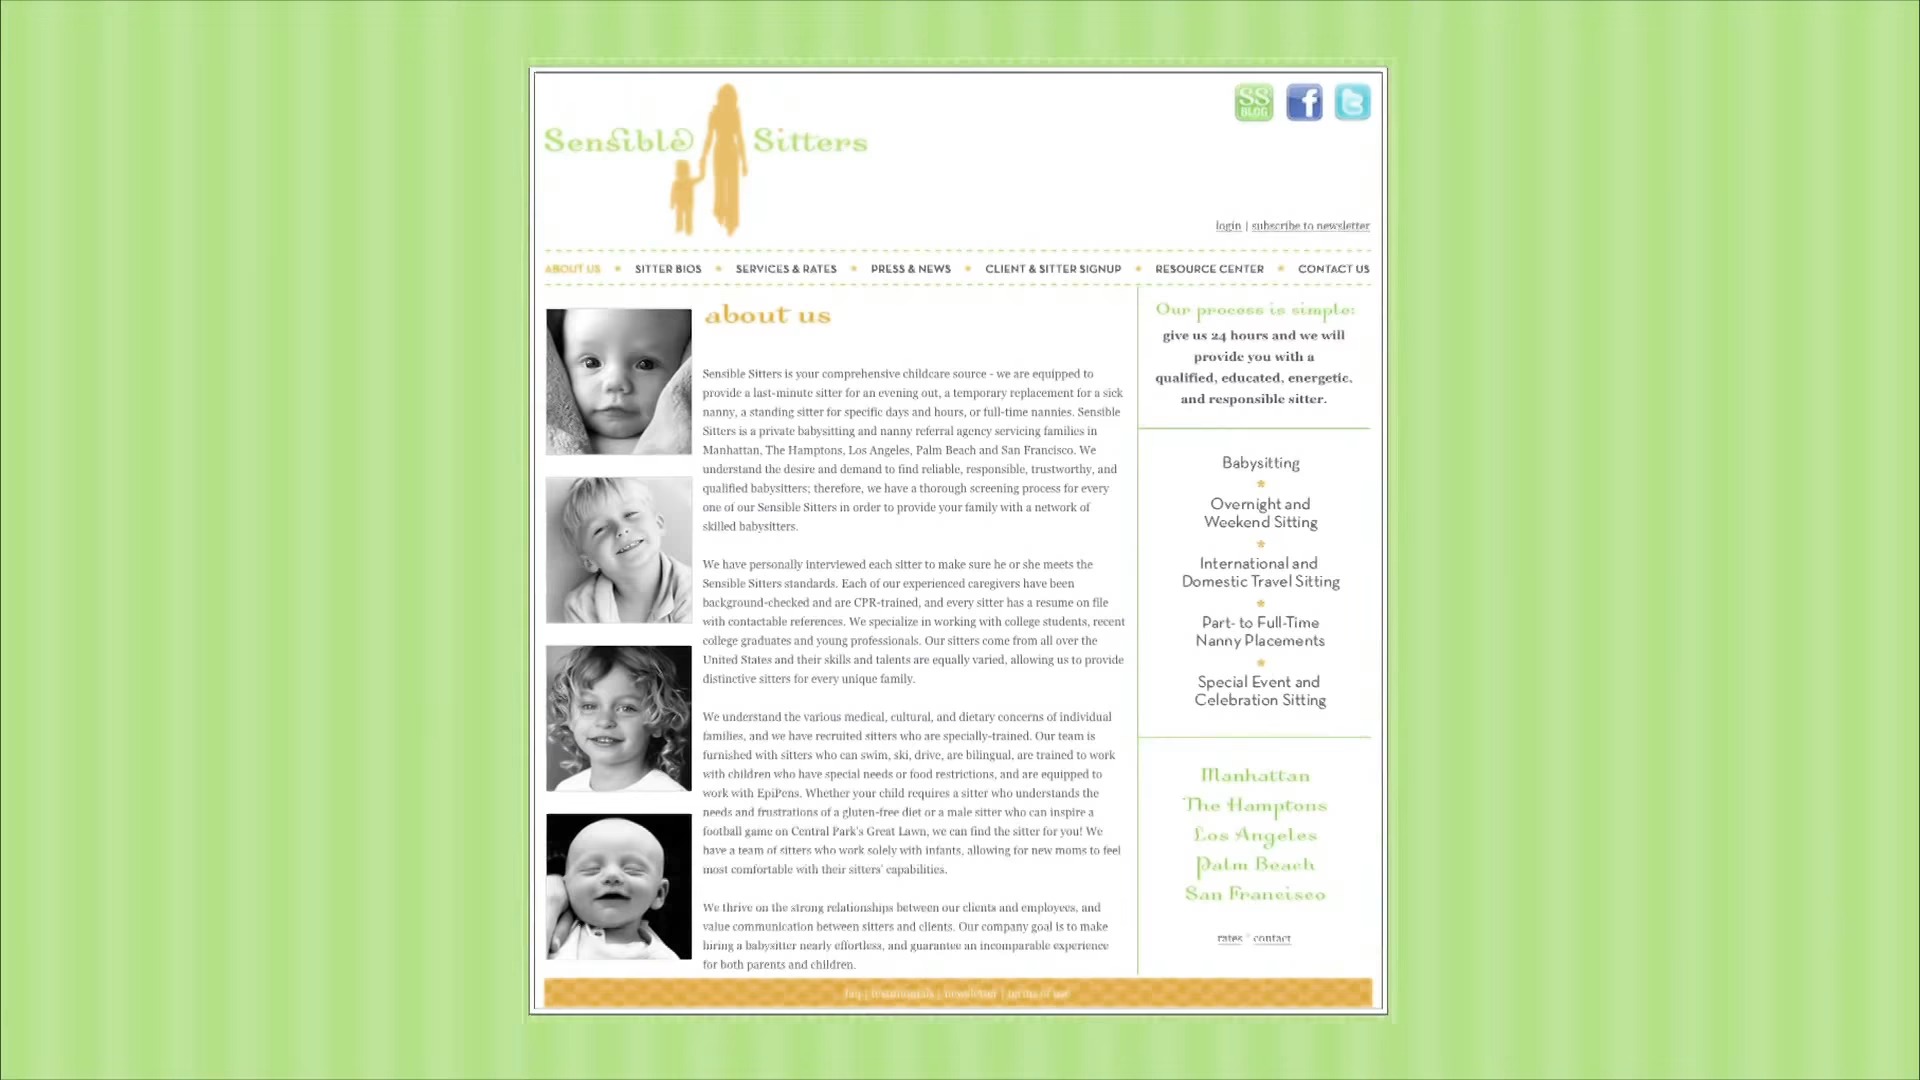 SS
BLOG
Sensible Sitters
login | subscribe to newsletter
ABOUT US * SITTER BIOS * SERVICES & RATES * PRESS & NEWS * CLIENT & SITTER SIGNUP * RESOURCE CENTER * CONTACT US
about us
Sensible Sitters is your comprehensive childcare source - we are equipped to
provide a last-minute sitter for an evening out, a temporary replacement for a sick
nanny, a standing sitter for specific days and hours, or full-time nannies. Sensible
Sitters is a private babysitting and nanny referral agency servicing families in
Manhattan, The Hamptons, Los Angeles, Palm Beach and San Francisco. We
understand the desire and demand to find reliable, responsible, trustworthy, and
qualified babysitters; therefore, we have a thorough screening process for every
one of our Sensible Sitters in order to provide your family with a network of
skilled babysitters.
We have personally interviewed each sitter to make sure he or she meets the
Sensible Sitters standards. Each of our experienced caregivers have been
background-checked and are CPR-trained, and every sitter has a resume on file
with contactable references. We specialize in working with college students, recent
college graduates and young professionals. Our sitters come from all over the
United States and their skills and talents are equally varied, allowing us to provide
distinctive sitters for every unique family.
We understand the various medical, cultural, and dietary concerns of individual
families, and we have recruited sitters who are specially-trained. Our team is
furnished with sitters who can swim, ski, drive, are bilingual, are trained to work
with children who have special needs or food restrictions, and are equipped to
work with EpiPens. Whether your child requires a sitter who understands the
needs and frustrations of a gluten-free diet or a male sitter who can inspire a
football game on Central Park's Great Lawn, we can find the sitter for you! We
have a team of sitters who work solely with infants, allowing for new moms to feel
most comfortable with their sitters' capabilities.
We thrive on the strong relationships between our clients and employees, and
value communication between sitters and clients. Our company goal is to make
hiring a babysitter nearly effortless, and guarantee an incomparable experience
for both parents and children.
Our process is simple:
give us 24 hours and we will
provide you with a
qualified, educated, energetic,
and responsible sitter.
Babysitting
*
Overnight and
Weekend Sitting
*
International and
Domestic Travel Sitting
*
Part- to Full-Time
Nanny Placements
*
Special Event and
Celebration Sitting
Manhattan
The Hamptons
Los Angeles
Palm Beach
San Francisco
rates * contact
faq | testimonials | newsletter | terms of use